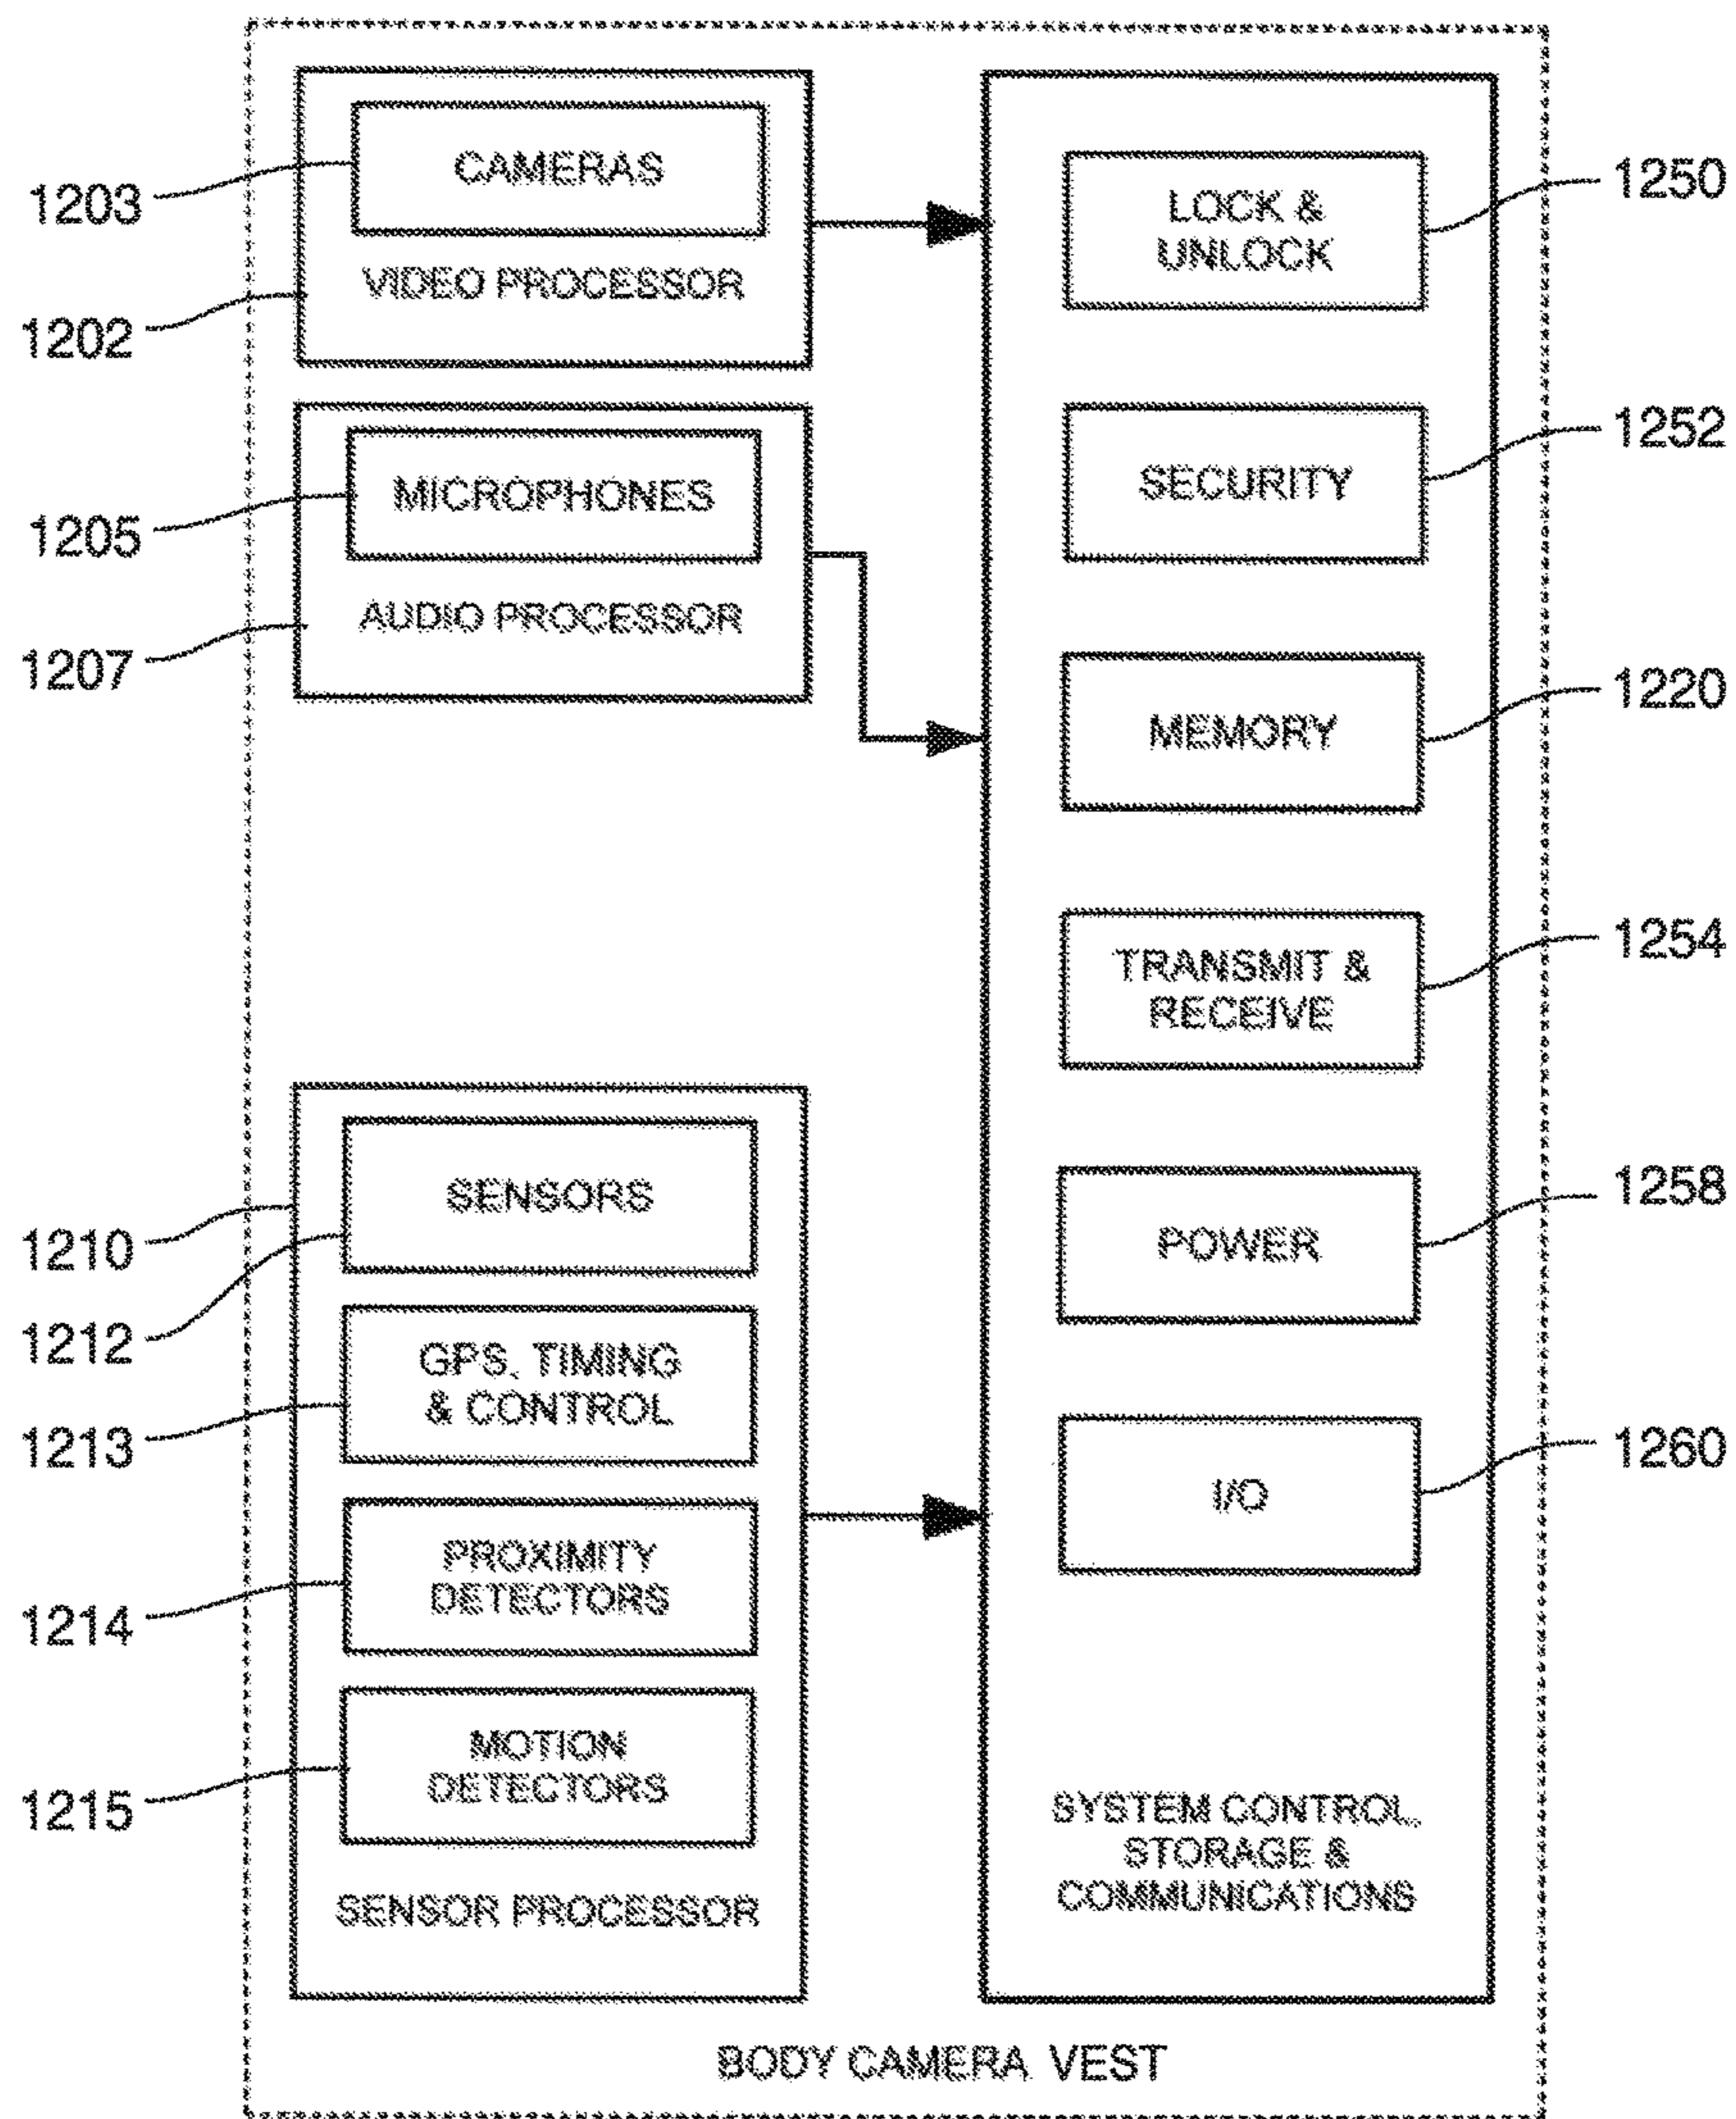 CAMERAS
1203
VIDEO PROCESSOR
1202
MICROPHONES
1205
AUDIO PROCESSOR
1207
SENSORS
1210
1212
GPS, TIMING
& CONTROL
1213
PROXIMITY
DETECTORS
1214
MOTION
DETECTORS
1215
SENSOR PROCESSOR
LOCK &
UNLOCK
1250
SECURITY
1252
MEMORY
1220
TRANSMIT &
RECEIVE
1254
POWER
1258
I/O
1260
SYSTEM CONTROL,
STORAGE &
COMMUNICATIONS
BODY CAMERA VEST